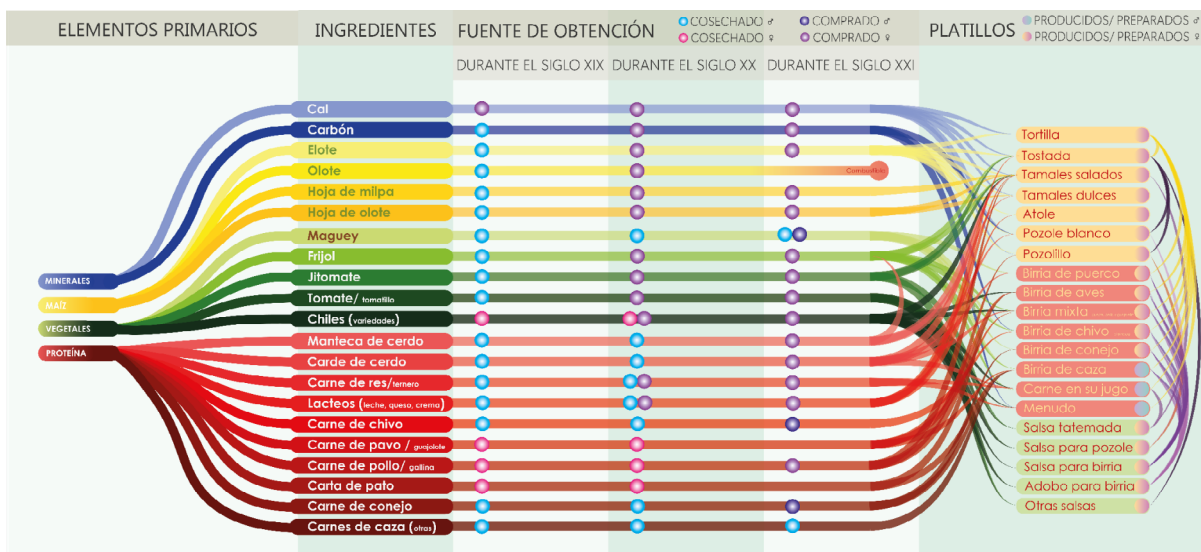 ELEMENTOS PRIMARIOS
INGREDIENTES
FUENTE DE OBTENCIÓN
COSECHADO ♂
COMPRADO ♂
COSECHADO ♀
COMPRADO ♀
PLATILLOS
PRODUCIDOS/ PREPARADOS ♂
PRODUCIDOS/ PREPARADOS ♀
DURANTE EL SIGLO XIX
DURANTE EL SIGLO XX
DURANTE EL SIGLO XXI
MINERALES
MAÍZ
VEGETALES
PROTEÍNA
Cal
Carbón
Elote
Olote
Hoja de milpa
Hoja de olote
Maguey
Frijol
Jitomate
Tomate/ tomatillo
Chiles (variedades)
Manteca de cerdo
Carde de cerdo
Carne de res/ternero
Lacteos (leche, queso, crema)
Carne de chivo
Carne de pavo / guajolote
Carne de pollo/ gallina
Carta de pato
Carne de conejo
Carnes de caza (otras)
Combustible
Tortilla
Tostada
Tamales salados
Tamales dulces
Atole
Pozole blanco
Pozolillo
Birria de puerco
Birria de aves
Birria mixta
Birria de chivo
Birria de conejo
Birria de caza
Carne en su jugo
Menudo
Salsa tatemada
Salsa para pozole
Salsa para birria
Adobo para birria
Otras salsas